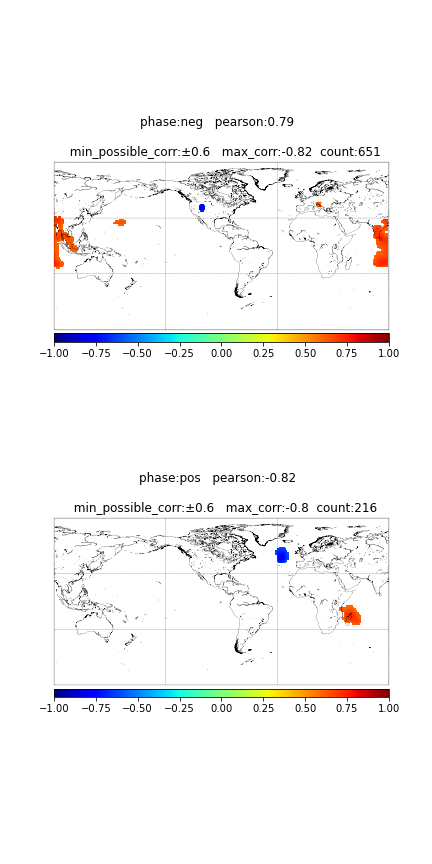 phase:neg   pearson:0.79
min_possible_corr:±0.6   max_corr:-0.82  count:651
−1.00 −0.75 −0.50 −0.25 0.00 0.25 0.50 0.75 1.00
phase:pos   pearson:-0.82
min_possible_corr:±0.6   max_corr:-0.8  count:216
−1.00 −0.75 −0.50 −0.25 0.00 0.25 0.50 0.75 1.00